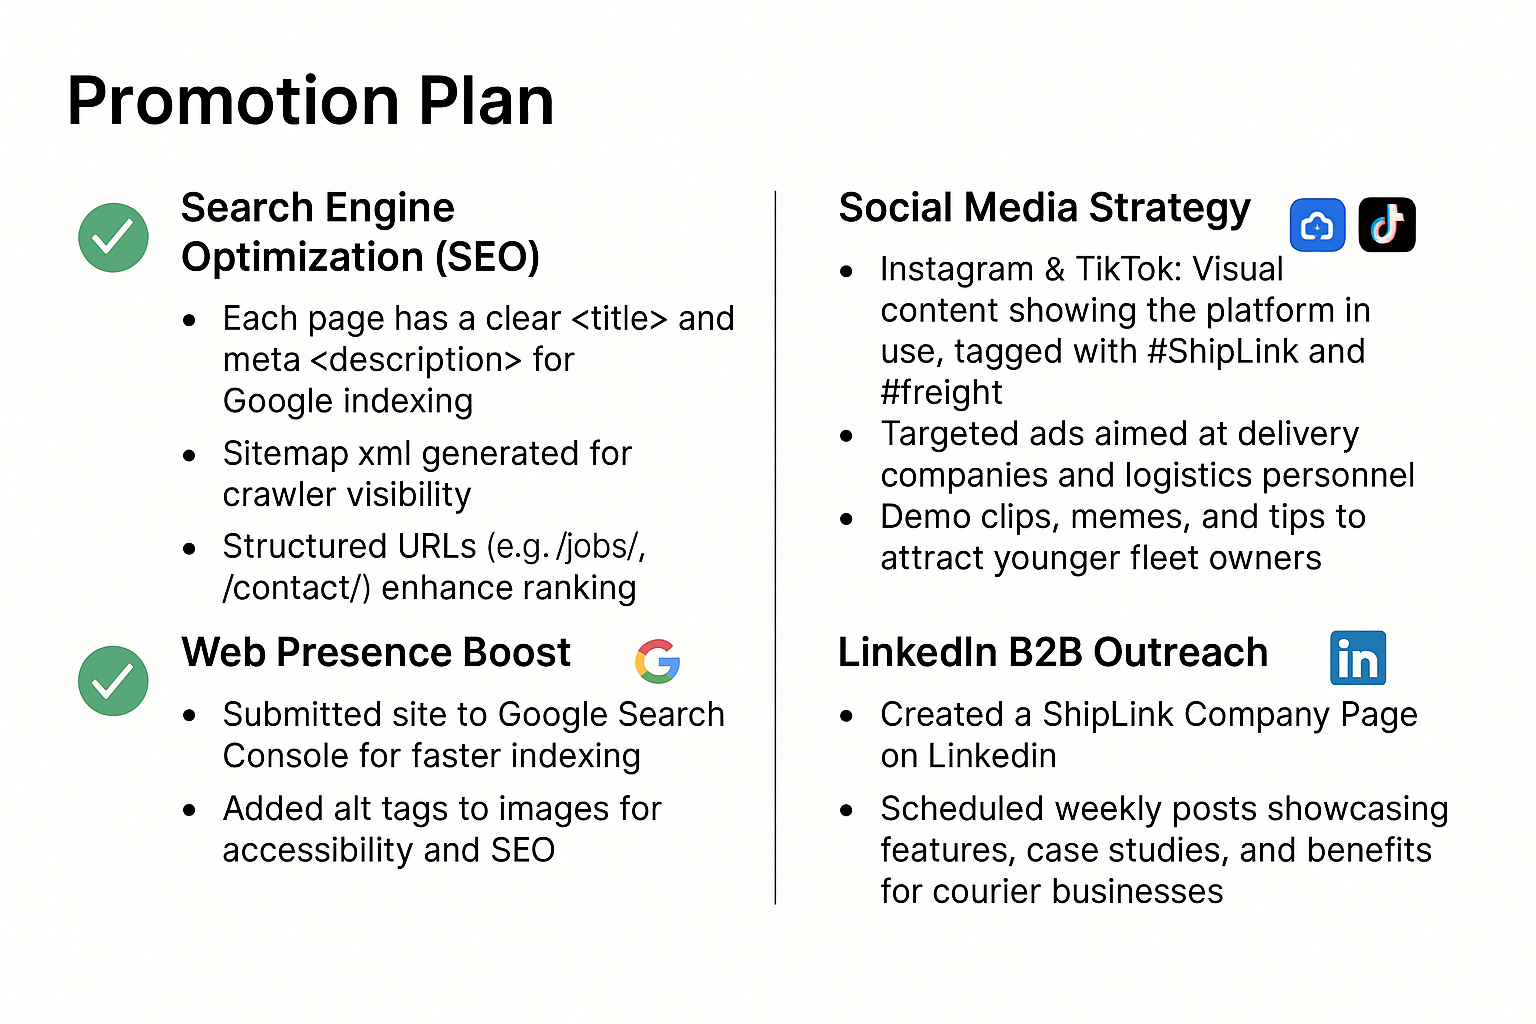 Promotion Plan
Search Engine
Optimization (SEO)
• Each page has a clear <title> and
meta <description> for
Google indexing
• Sitemap xml generated for
crawler visibility
• Structured URLs (e.g. /jobs/,
/contact/) enhance ranking
Web Presence Boost
• Submitted site to Google Search
Console for faster indexing
• Added alt tags to images for
accessibility and SEO
Social Media Strategy
• Instagram & TikTok: Visual
content showing the platform in
use, tagged with #ShipLink and
#freight
• Targeted ads aimed at delivery
companies and logistics personnel
• Demo clips, memes, and tips to
attract younger fleet owners
LinkedIn B2B Outreach
in
• Created a ShipLink Company Page
on Linkedin
• Scheduled weekly posts showcasing
features, case studies, and benefits
for courier businesses